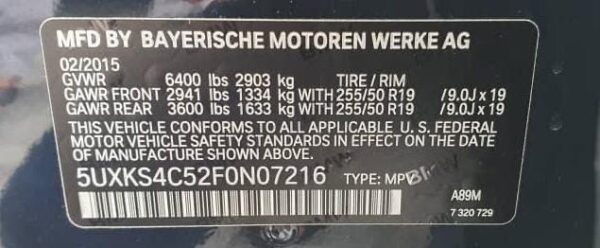 MFD BY BAYERISCHE MOTOREN WERKE AG
02/2015
GVWR 6400 lbs 2903 kg TIRE / RIM
GAWR FRONT 2941 lbs 1334 kg WITH 255/50 R19 /9.0J x 19
GAWR REAR 3600 lbs 1633 kg WITH 255/50 R19 /9.0J x 19
THIS VEHICLE CONFORMS TO ALL APPLICABLE U. S. FEDERAL
MOTOR VEHICLE SAFETY STANDARDS IN EFFECT ON THE DATE
OF MANUFACTURE SHOWN ABOVE.
5UXKS4C52F0N07216 TYPE: MPV
A89M
7 320 729